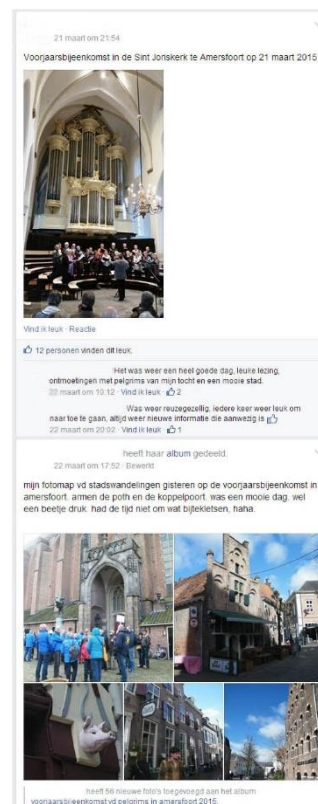 21 maart om 21:54
Voorjaarsbijeenkomst in de Sint Joriskerk te Amersfoort op 21 maart 2015
Vind ik leuk · Reactie
12 personen vinden dit leuk.
Het was weer een heel goede dag, leuke lezing,
ontmoetingen met pelgrims van mijn tocht en een mooie stad.
22 maart om 10:12 · Vind ik leuk · 2
Was weer reuzegezellig, iedere keer weer leuk om
naar toe te gaan, altijd weer nieuwe informatie die aanwezig is
22 maart om 20:02 · Vind ik leuk · 1
heeft haar album gedeeld.
22 maart om 17:52 · Bewerkt
mijn fotomap vd stadswandelingen gisteren op de voorjaarsbijeenkomst in
amersfoort. armen de poth en de koppelpoort. was een mooie dag. wel
een beetje druk. had de tijd niet om wat bijtekletsen, haha.
heeft 56 nieuwe foto's toegevoegd aan het album
voorjaarsbijeenkomst vd pelgrims in amersfoort 2015.